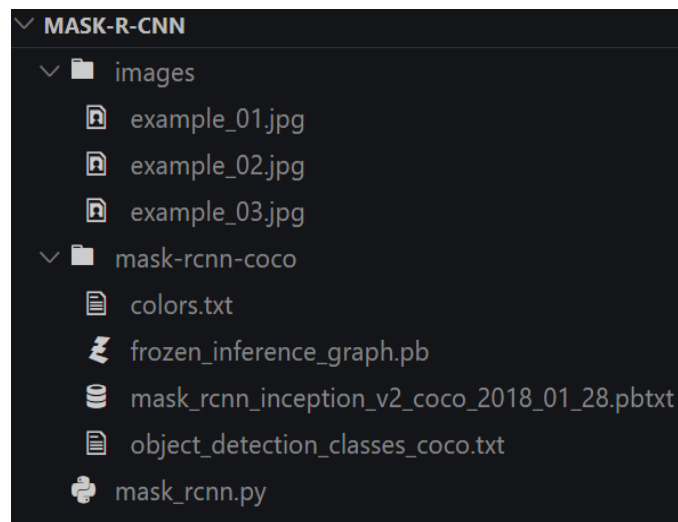 MASK-R-CNN
images
example_01.jpg
example_02.jpg
example_03.jpg
mask-rcnn-coco
colors.txt
frozen_inference_graph.pb
mask_rcnn_inception_v2_coco_2018_01_28.pbtxt
object_detection_classes_coco.txt
mask_rcnn.py